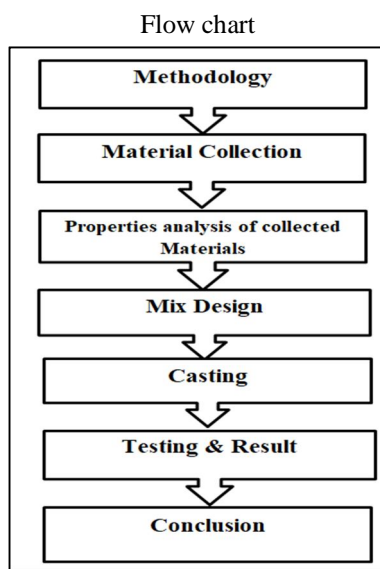 Flow chart
Methodology
Material Collection
Properties analysis of collected
Materials
Mix Design
Casting
Testing & Result
Conclusion